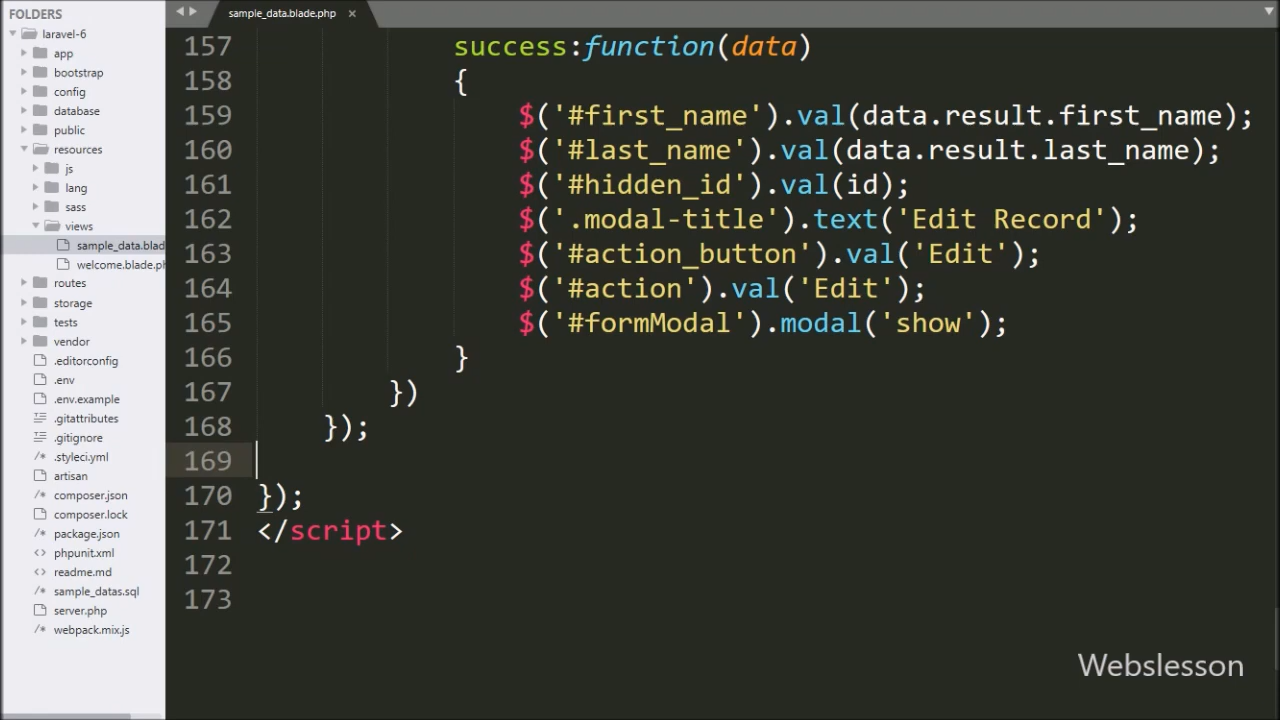 FOLDERS
laravel-6
app
bootstrap
config
database
public
resources
js
lang
sass
views
sample_data.blad
welcome.blade.ph
routes
storage
tests
vendor
.editorconfig
.env
.env.example
.gitattributes
.gitignore
.styleci.yml
artisan
composer.json
composer.lock
package.json
phpunit.xml
readme.md
sample_datas.sql
server.php
webpack.mix.js
sample_data.blade.php ×
157 success:function(data)
158 {
159 $('#first_name').val(data.result.first_name);
160 $('#last_name').val(data.result.last_name);
161 $('#hidden_id').val(id);
162 $('.modal-title').text('Edit Record');
163 $('#action_button').val('Edit');
164 $('#action').val('Edit');
165 $('#formModal').modal('show');
166 }
167 })
168 });
169
170 });
171 </script>
172
173
Webslesson